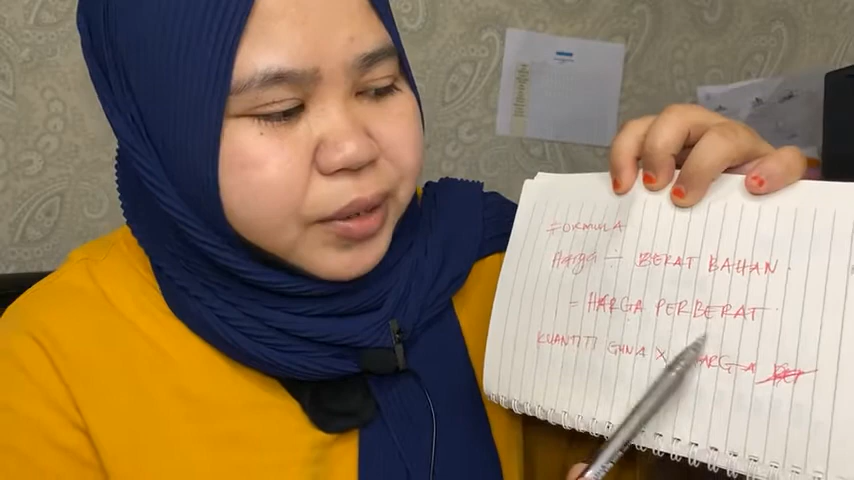 FORMULA
Harga ÷ BERAT BAHAN.
= HARGA PERBERAT
KUANTITI GUNA X HARGA